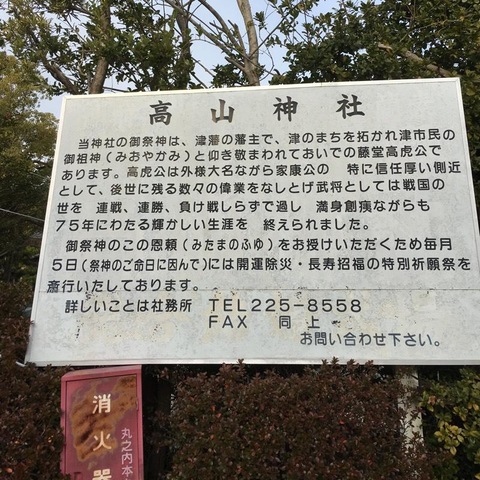 高山神社
当神社の御祭神は、津藩の藩主で、津のまちを拓かれ津市民の
御祖神（みおやかみ）と仰き敬まわれておいでの藤堂高虎公で
あります。高虎公は外様大名ながら家康公の　特に信任厚い側近
として、後世に残る数々の偉業をなしとげ武将としては戦国の
世を　連戦、連勝、負け戦しらずで過し　満身創痍ながらも
75年にわたる輝かしい生涯を　終えられました。
御祭神のこの恩頼（みたまのふゆ）をお授けいただくため毎月
5日（祭神のご命日に因んで）には開運除災・長寿招福の特別祈願祭を
斎行いたしております。
詳しいことは社務所　TEL225-8558
FAX　同　上
お問い合わせ下さい。
消火器
丸之内本